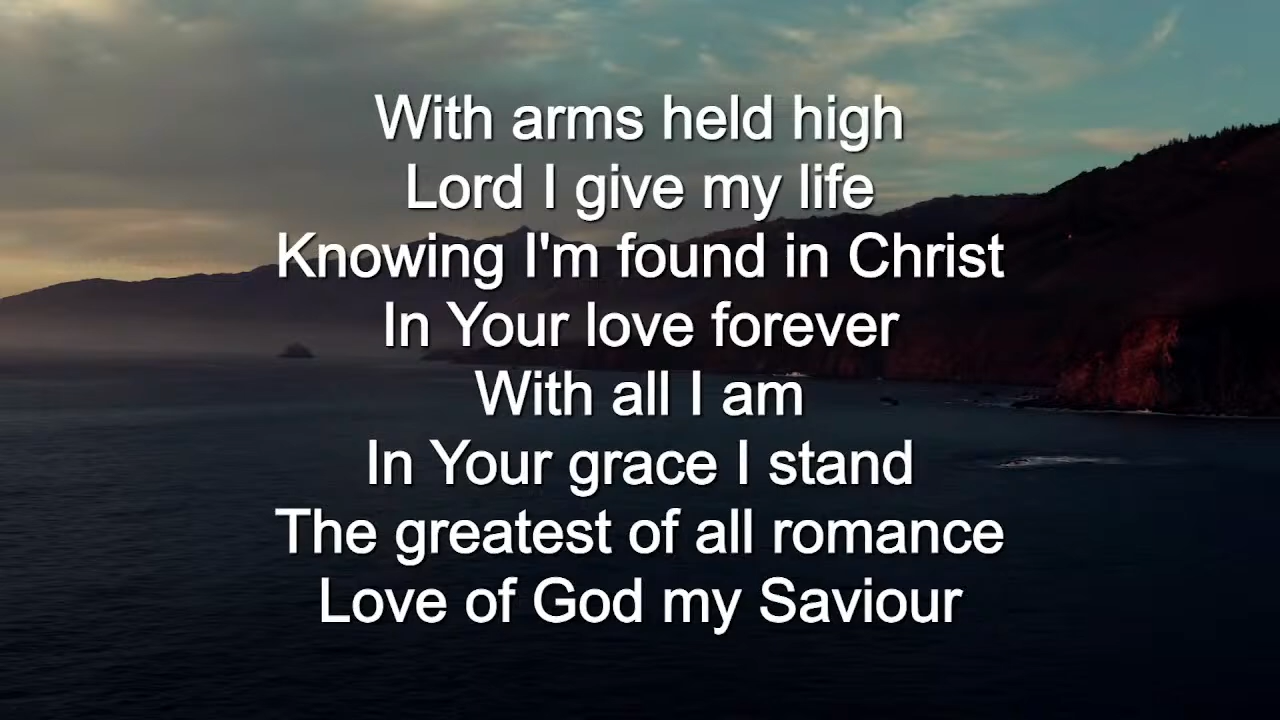 With arms held high
Lord I give my life
Knowing I'm found in Christ
In Your love forever
With all I am
In Your grace I stand
The greatest of all romance
Love of God my Saviour